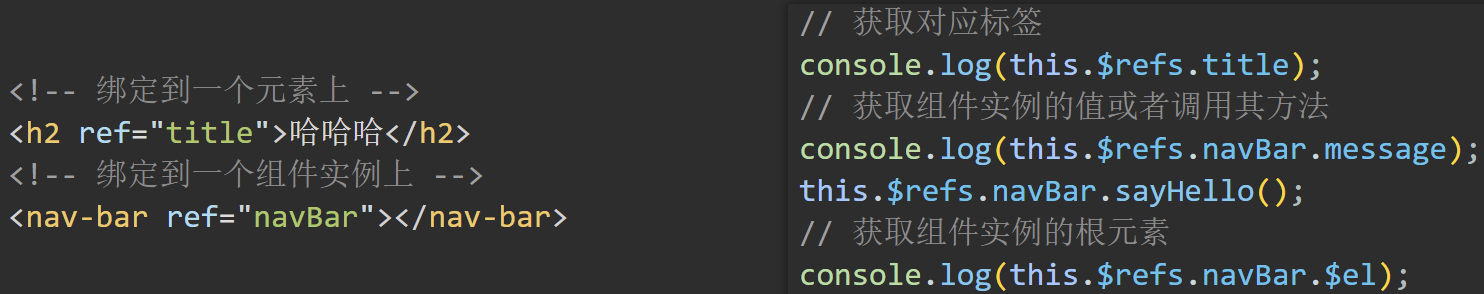 <!-- 绑定到一个元素上 -->
<h2 ref="title">哈哈哈</h2>
<!-- 绑定到一个组件实例上 -->
<nav-bar ref="navBar"></nav-bar>
// 获取对应标签
console.log(this.$refs.title);
// 获取组件实例的值或者调用其方法
console.log(this.$refs.navBar.message);
this.$refs.navBar.sayHello();
// 获取组件实例的根元素
console.log(this.$refs.navBar.$el);